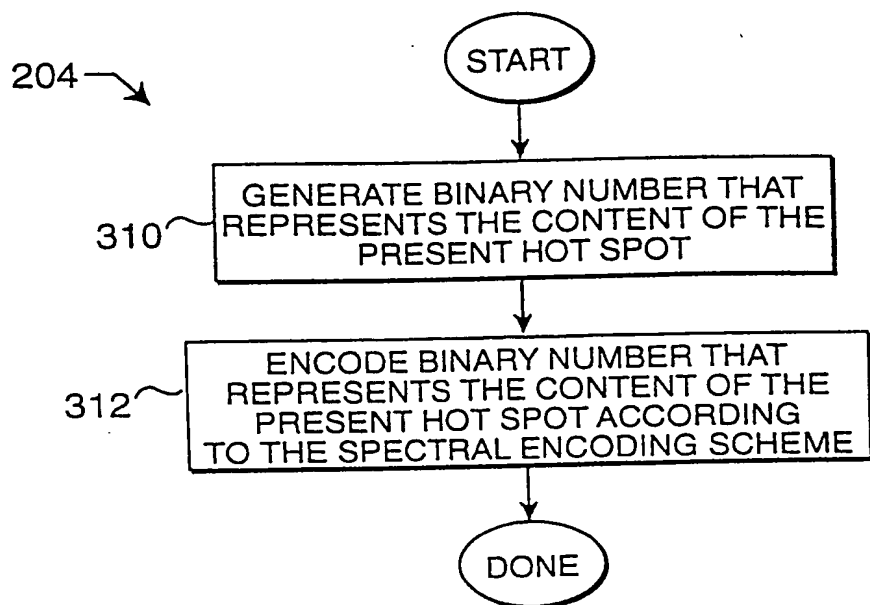 START
204
GENERATE BINARY NUMBER THAT
REPRESENTS THE CONTENT OF THE
PRESENT HOT SPOT.
310
ENCODE BINARY NUMBER THAT
REPRESENTS THE CONTENT OF THE
PRESENT HOT SPOT ACCORDING
TO THE SPECTRAL ENCODING SCHEME
312
DONE